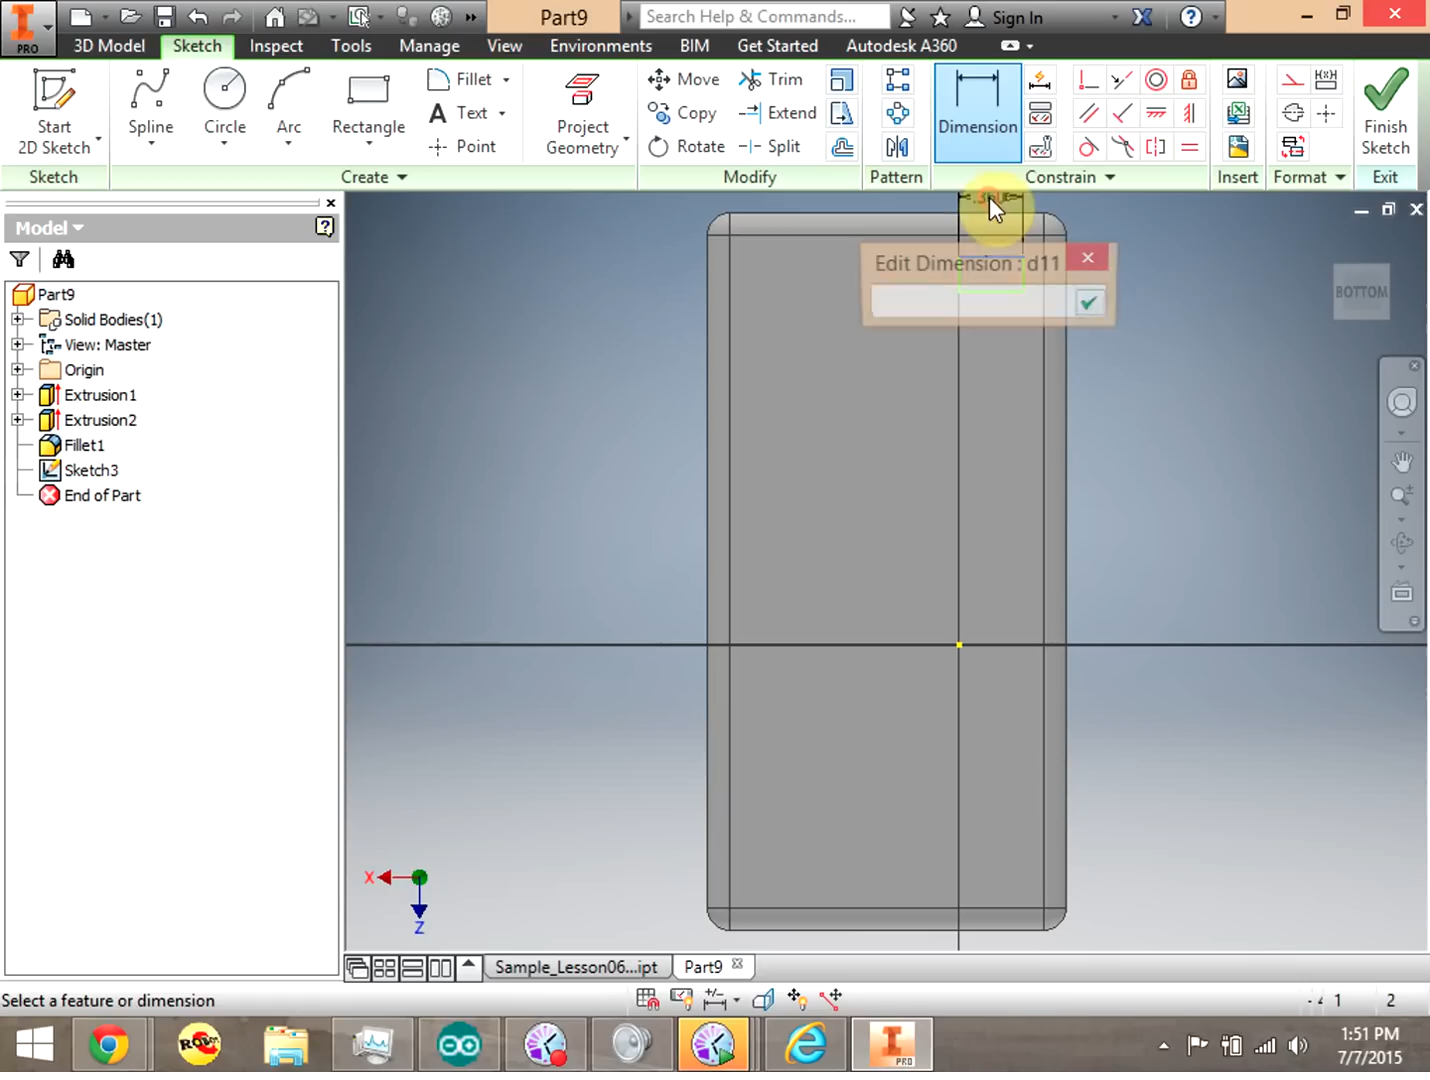 Part9
Search Help & Commands...
Sign In
PRO
3D Model
Sketch
Inspect
Tools
Manage
View
Environments
BIM
Get Started
Autodesk A360
Start
2D Sketch
Spline
Circle
Arc
Rectangle
Fillet
Text
Point
Project
Geometry
Move
Copy
Rotate
Trim
Extend
Split
Dimension
Finish
Sketch
Sketch
Create
Modify
Pattern
Constrain
Insert
Format
Exit
Model
Part9
Solid Bodies(1)
View: Master
Origin
Extrusion1
Extrusion2
Fillet1
Sketch3
End of Part
Edit Dimension : d11
BOTTOM
X
Z
Sample_Lesson06...ipt
Part9
Select a feature or dimension
1
2
PRO
1:51 PM
7/7/2015